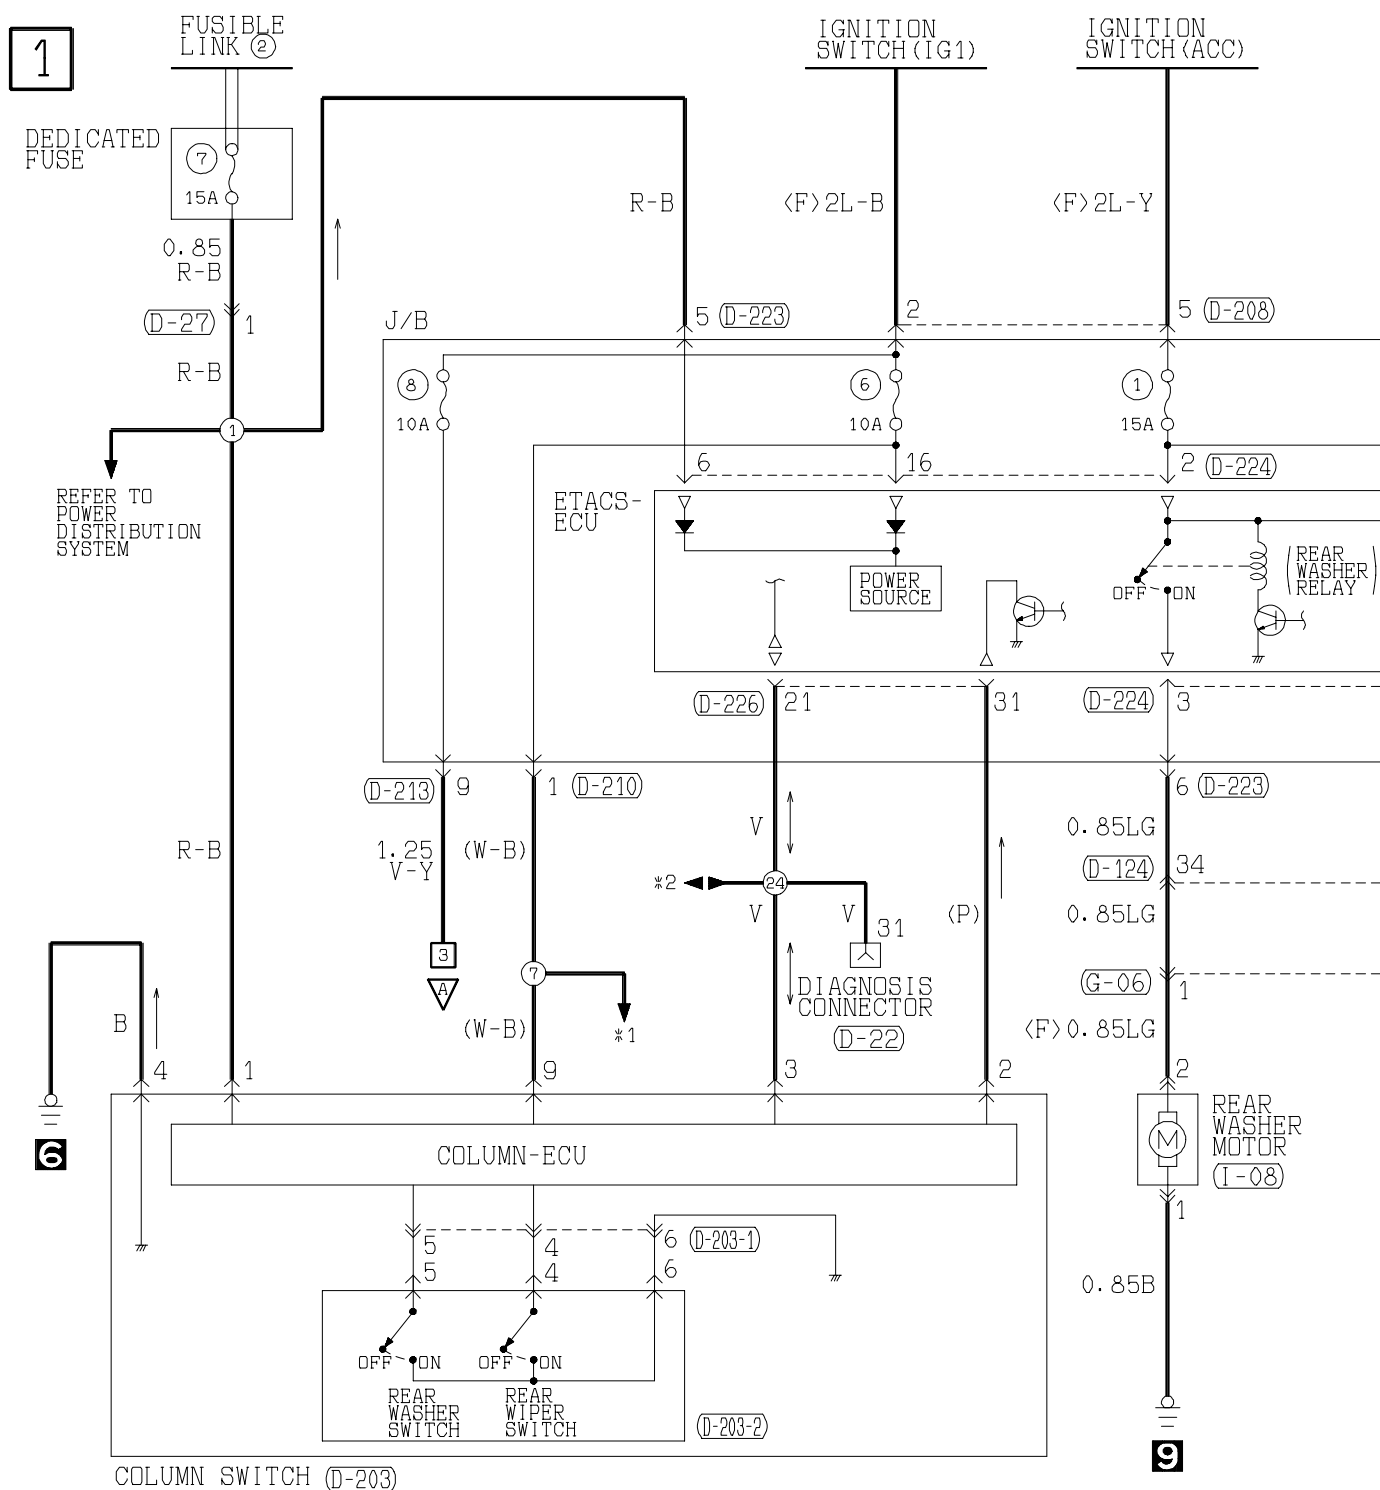 1
FUSIBLE
LINK ②
IGNITION
SWITCH(IG1)
IGNITION
SWITCH(ACC)
DEDICATED
FUSE
7
15A
R-B
<F>2L-B
<F>2L-Y
0.85
R-B
(D-27) 1
J/B
5 (D-223)
2
5 (D-208)
R-B
8
10A
6
10A
1
15A
1
6
16
2 (D-224)
REFER TO
POWER
DISTRIBUTION
SYSTEM
ETACS-
ECU
POWER
SOURCE
OFF ON
(REAR
WASHER
RELAY)
(D-226) 21
31
(D-224) 3
(D-213) 9
1 (D-210)
6 (D-223)
R-B
1.25
V-Y
(W-B)
V
0.85LG
(D-124) 34
*2
24
V
V
31
(P)
0.85LG
3
A
7
DIAGNOSIS
CONNECTOR
(D-22)
(G-06) 1
B
(W-B)
*1
<F>0.85LG
4
1
9
3
2
2
6
COLUMN-ECU
M
REAR
WASHER
MOTOR
(I-08)
1
5
4
6 (D-203-1)
5
4
6
0.85B
OFF ON
OFF ON
REAR
WASHER
SWITCH
REAR
WIPER
SWITCH
(D-203-2)
9
COLUMN SWITCH (D-203)